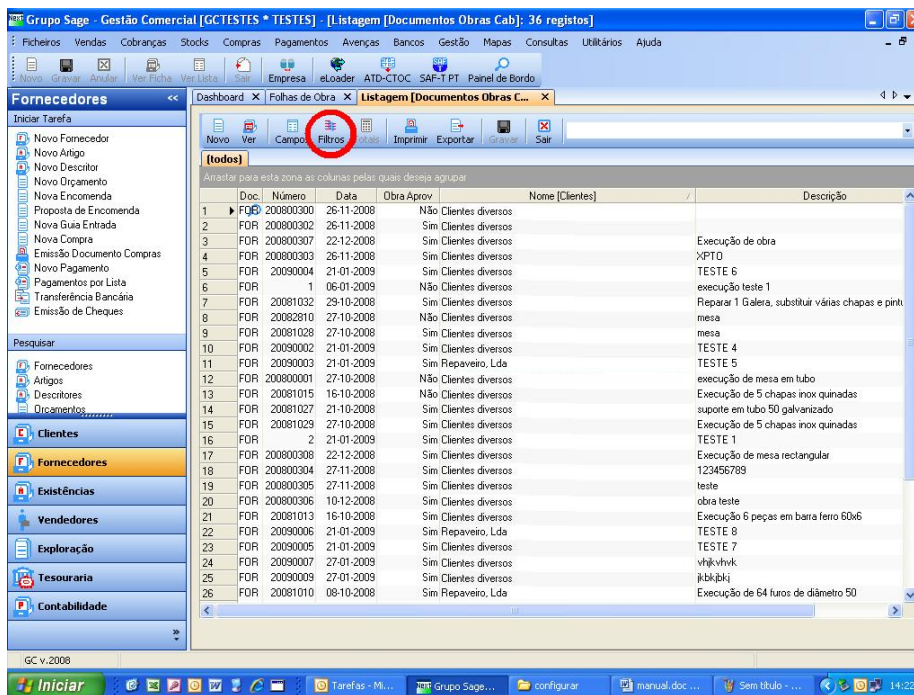 Grupo Sage - Gestão Comercial [GCTESTES * TESTES] - [Listagem [Documentos Obras Cab]: 36 registos]
Ficheiros Vendas Cobranças Stocks Compras Pagamentos Avenças Bancos Gestão Mapas Consultas Utilitários Ajuda
Novo Gravar Anular Ver Ficha Ver Lista Sair Empresa eLoader ATD-CTOC SAF-T PT Painel de Bordo
Fornecedores <<
Dashboard X Folhas de Obra X Listagem [Documentos Obras C... X
Iniciar Tarefa
Novo Fornecedor
Novo Artigo
Novo Descritor
Novo Orçamento
Nova Encomenda
Proposta de Encomenda
Nova Guia Entrada
Nova Compra
Emissão Documento Compras
Novo Pagamento
Pagamentos por Lista
Transferência Bancária
Emissão de Cheques
Pesquisar
Fornecedores
Artigos
Descritores
Orçamentos
Clientes
Fornecedores
Existências
Vendedores
Exploração
Tesouraria
Contabilidade
Novo Ver Campos Filtros Totais Imprimir Exportar Gravar Sair
(todos)
Arrastar para esta zona as colunas pelas quais deseja agrupar
Doc. Número Data Obra Aprov Nome [Clientes] Descrição
1 FOR 200800300 26-11-2008 Não Clientes diversos
2 FOR 200800302 26-11-2008 Sim Clientes diversos
3 FOR 200800307 22-12-2008 Sim Clientes diversos Execução de obra
4 FOR 200800303 26-11-2008 Sim Clientes diversos XPTO
5 FOR 20090004 21-01-2009 Sim Clientes diversos TESTE 6
6 FOR 1 06-01-2009 Não Clientes diversos execução teste 1
7 FOR 20081032 29-10-2008 Sim Clientes diversos Reparar 1 Galera, substituir várias chapas e pintu
8 FOR 20082810 27-10-2008 Não Clientes diversos mesa
9 FOR 20081028 27-10-2008 Sim Clientes diversos mesa
10 FOR 20090002 21-01-2009 Sim Clientes diversos TESTE 4
11 FOR 20090003 21-01-2009 Sim Repaveiro, Lda TESTE 5
12 FOR 200800001 27-10-2008 Não Clientes diversos execução de mesa em tubo
13 FOR 20081015 16-10-2008 Não Clientes diversos Execução de 5 chapas inox quinadas
14 FOR 20081027 21-10-2008 Sim Clientes diversos suporte em tubo 50 galvanizado
15 FOR 20081029 27-10-2008 Sim Clientes diversos Execução de 5 chapas inox quinadas
16 FOR 2 21-01-2009 Sim Clientes diversos TESTE 1
17 FOR 200800308 22-12-2008 Sim Clientes diversos Execução de mesa rectangular
18 FOR 200800304 27-11-2008 Sim Clientes diversos 123456789
19 FOR 200800305 27-11-2008 Sim Clientes diversos teste
20 FOR 200800306 10-12-2008 Sim Clientes diversos obra teste
21 FOR 20081013 16-10-2008 Sim Clientes diversos Execução 6 peças em barra ferro 60x6
22 FOR 20090006 21-01-2009 Sim Repaveiro, Lda TESTE 8
23 FOR 20090005 21-01-2009 Sim Clientes diversos TESTE 7
24 FOR 20090007 27-01-2009 Sim Clientes diversos vhjkvhvk
25 FOR 20090009 27-01-2009 Sim Clientes diversos jkbkjbkj
26 FOR 20081010 08-10-2008 Sim Repaveiro, Lda Execução de 64 furos de diâmetro 50
GC v.2008
Iniciar Tarefas - Mi... Grupo Sage... configurar manual.doc ... Sem título - ...